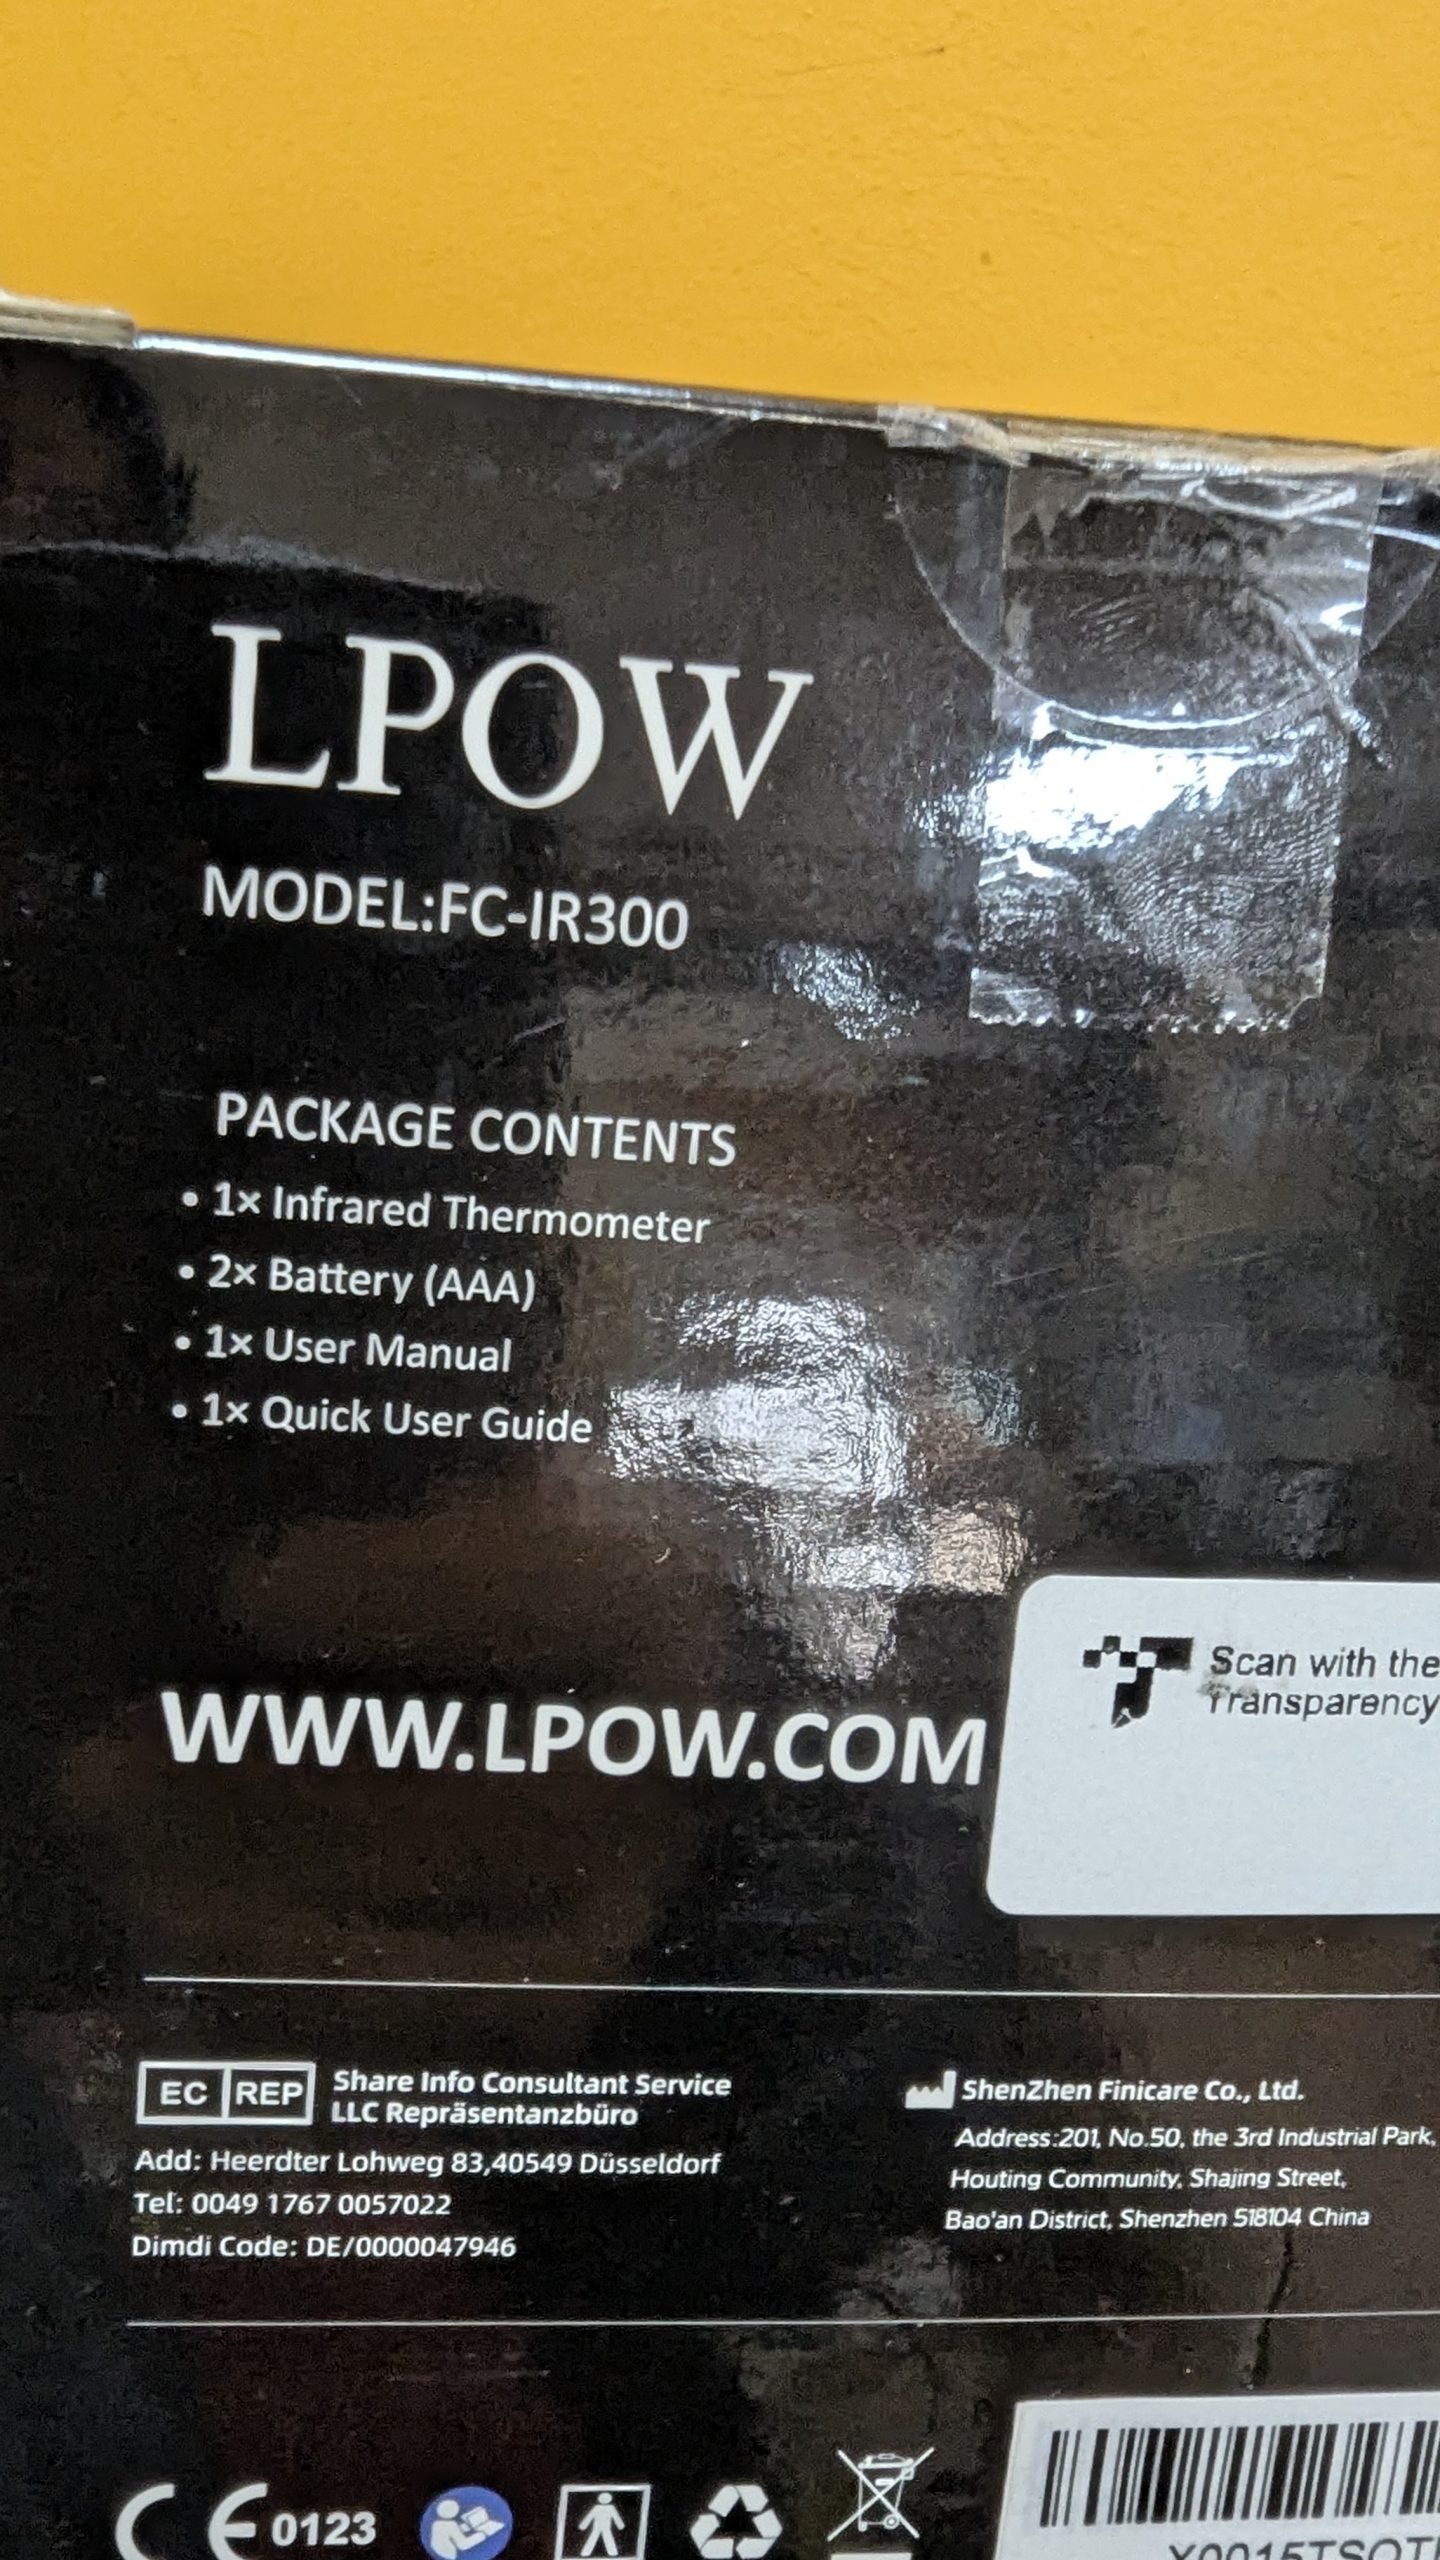 LPOW
MODEL:FC-IR300
PACKAGE CONTENTS
• 1× Infrared Thermometer
• 2× Battery (AAA)
• 1× User Manual
• 1× Quick User Guide
WWW.LPOW.COM
Scan with the
Transparency
EC REP
Share Info Consultant Service
LLC Repräsentanzbüro
Add: Heerdter Lohweg 83,40549 Düsseldorf
Tel: 0049 1767 0057022
Dimdi Code: DE/0000047946
ShenZhen Finicare Co., Ltd.
Address:201, No.50, the 3rd Industrial Park,
Houting Community, Shajing Street,
Bao'an District, Shenzhen 518104 China
CE 0123